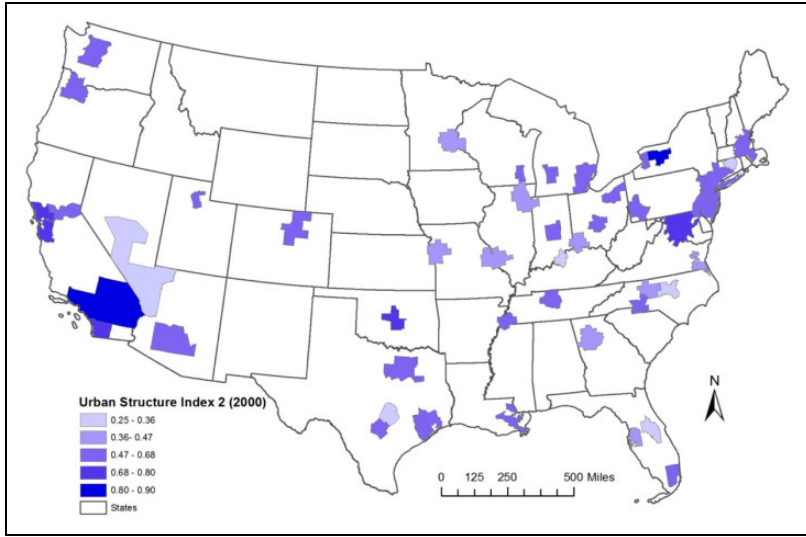 N
Urban Structure Index 2 (2000)
0.25 - 0.36
0.36- 0.47
0.47 - 0.68
0.68 - 0.80
0.80 - 0.90
States
0 125 250 500 Miles